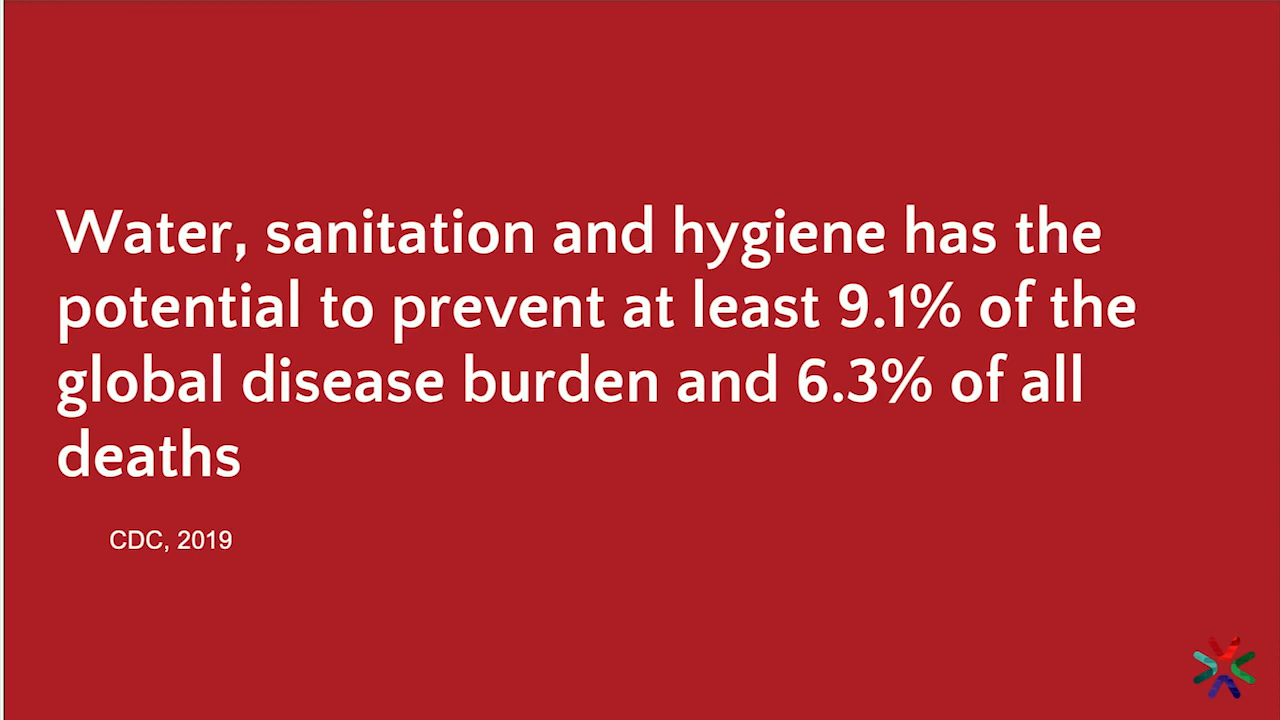 Water, sanitation and hygiene has the
potential to prevent at least 9.1% of the
global disease burden and 6.3% of all
deaths
CDC, 2019